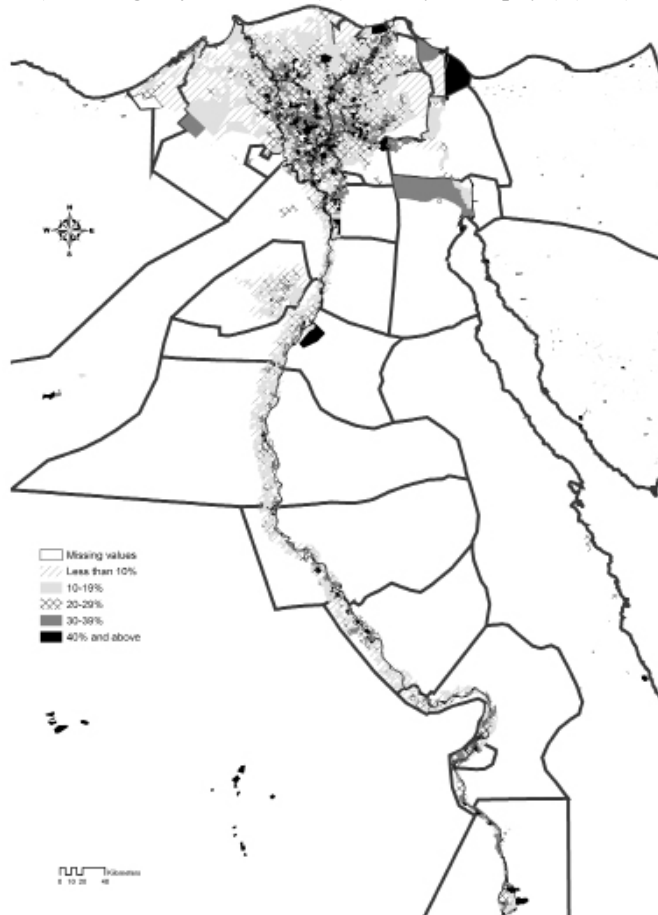 N
W E
S
Missing values
Less than 10%
10-19%
20-29%
30-39%
40% and above
Kilometers
0 10 20 40